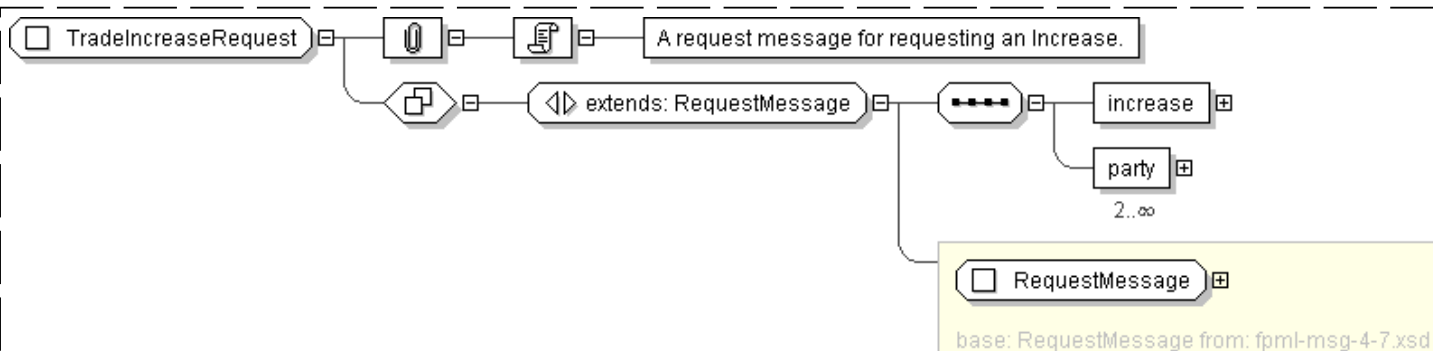 TradeIncreaseRequest
A request message for requesting an Increase.
extends: RequestMessage
increase
party
2..∞
RequestMessage
base: RequestMessage from: fpml-msg-4-7.xsd